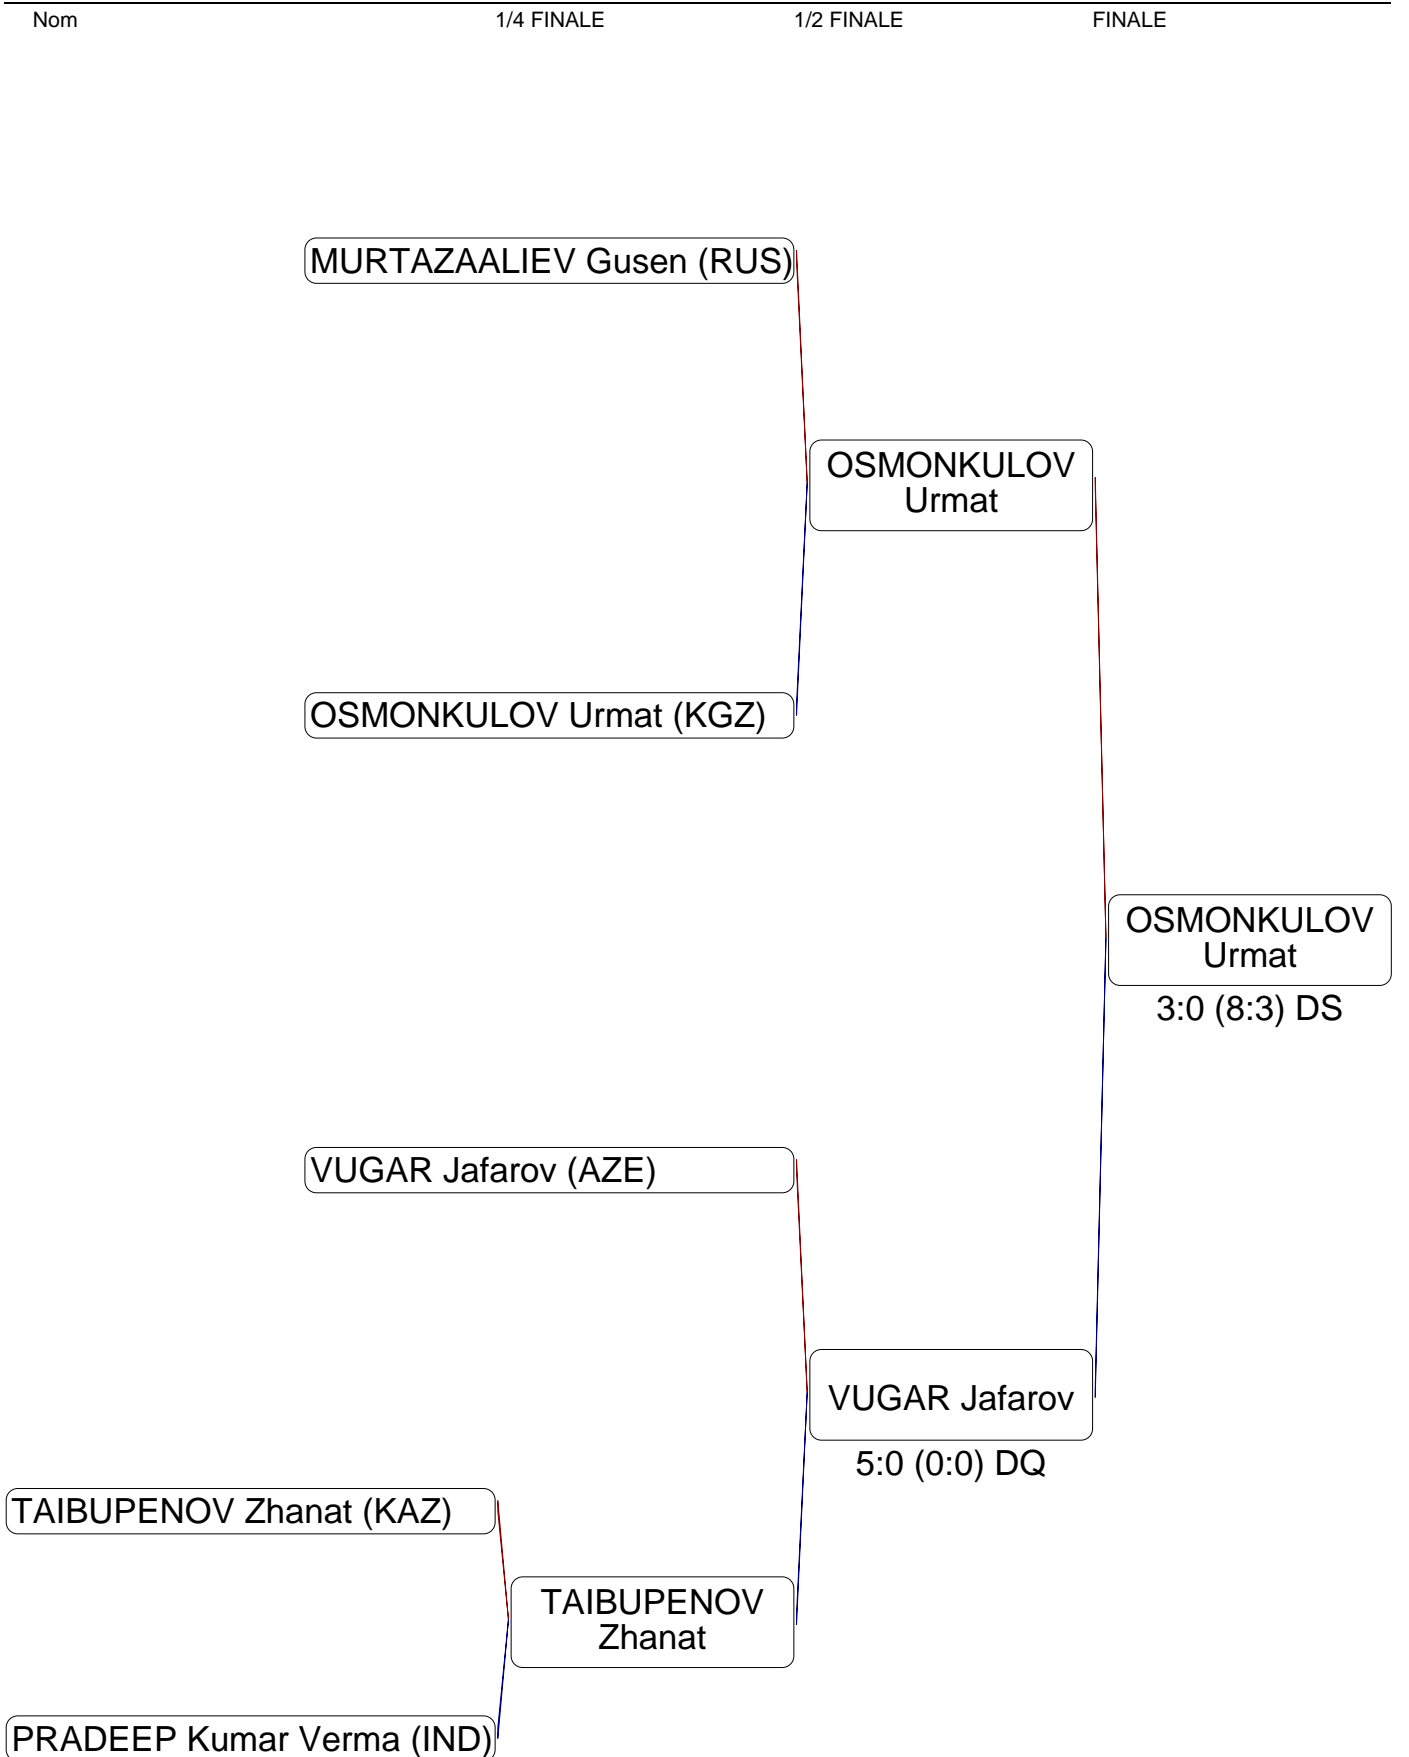 Nom 1/4 FINALE 1/2 FINALE FINALE
MURTAZAALIEV Gusen (RUS)
OSMONKULOV
Urmat
OSMONKULOV Urmat (KGZ)
OSMONKULOV
Urmat
3:0 (8:3) DS
VUGAR Jafarov (AZE)
VUGAR Jafarov
5:0 (0:0) DQ
TAIBUPENOV Zhanat (KAZ)
TAIBUPENOV
Zhanat
PRADEEP Kumar Verma (IND)